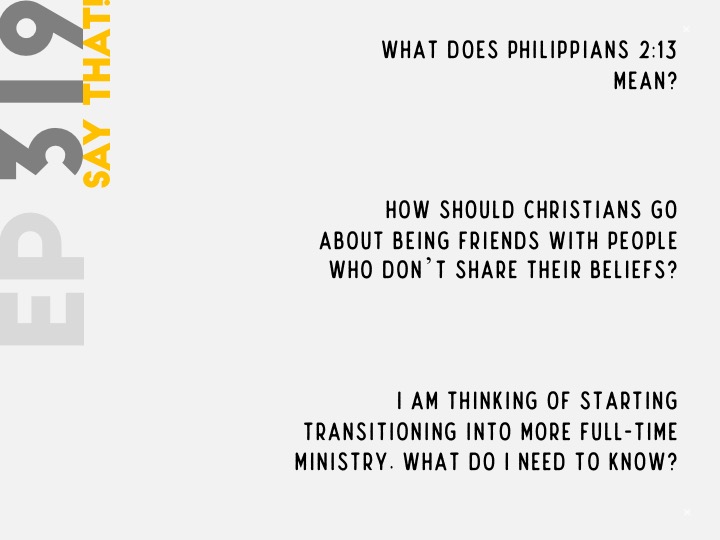 EP 319
SAY THAT!
WHAT DOES PHILIPPIANS 2:13
MEAN?
HOW SHOULD CHRISTIANS GO
ABOUT BEING FRIENDS WITH PEOPLE
WHO DON'T SHARE THEIR BELIEFS?
I AM THINKING OF STARTING
TRANSITIONING INTO MORE FULL-TIME
MINISTRY. WHAT DO I NEED TO KNOW?